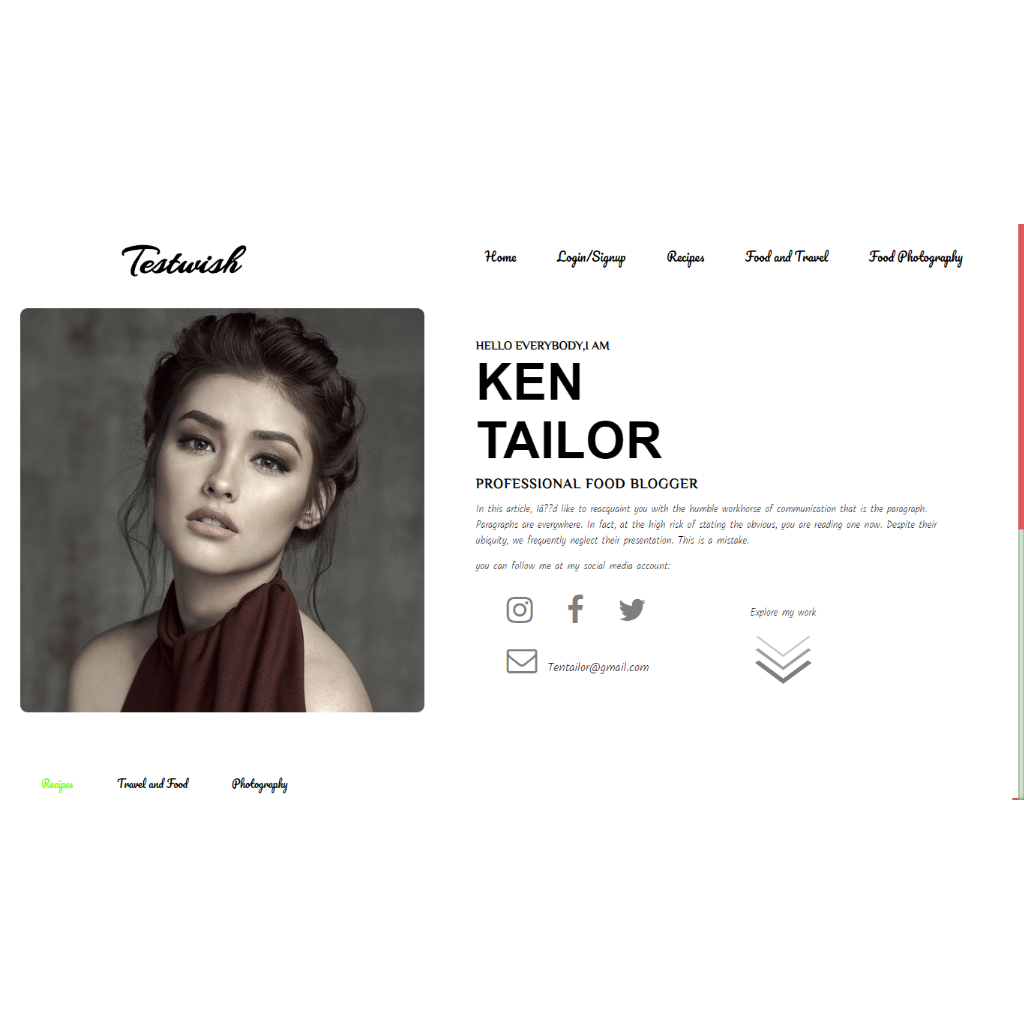 Testwish
Home Login/Signup Recipes Food and Travel Food Photography
HELLO EVERYBODY,I AM
KEN
TAILOR
PROFESSIONAL FOOD BLOGGER
In this article, Iâ??d like to reacquaint you with the humble workhorse of communication that is the paragraph.
Paragraphs are everywhere. In fact, at the high risk of stating the obvious, you are reading one now. Despite their
ubiquity, we frequently neglect their presentation. This is a mistake.
you can follow me at my social media account:
Explore my work
Tentailor@gmail.com
Recipes Travel and Food Photography